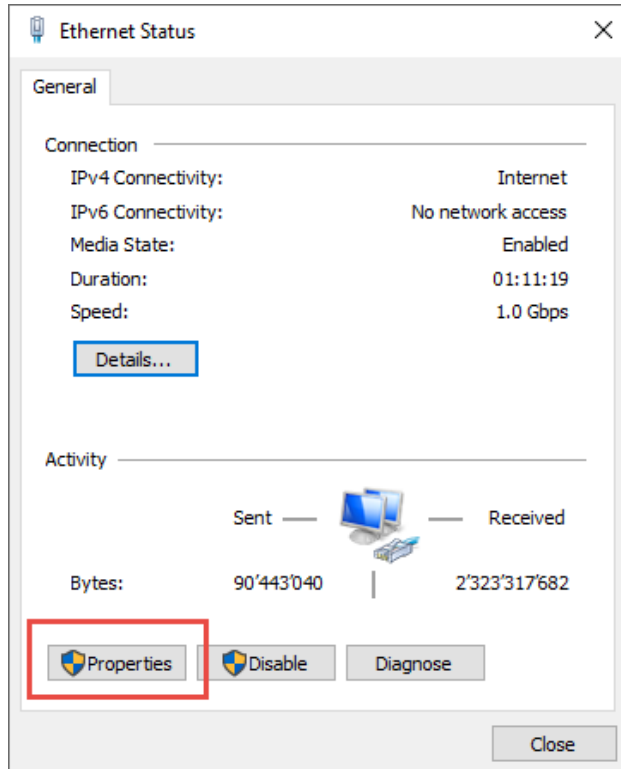 Ethernet Status
General
Connection
IPv4 Connectivity: Internet
IPv6 Connectivity: No network access
Media State: Enabled
Duration: 01:11:19
Speed: 1.0 Gbps
Details...
Activity
Sent Received
Bytes: 90'443'040 2'323'317'682
Properties Disable Diagnose
Close